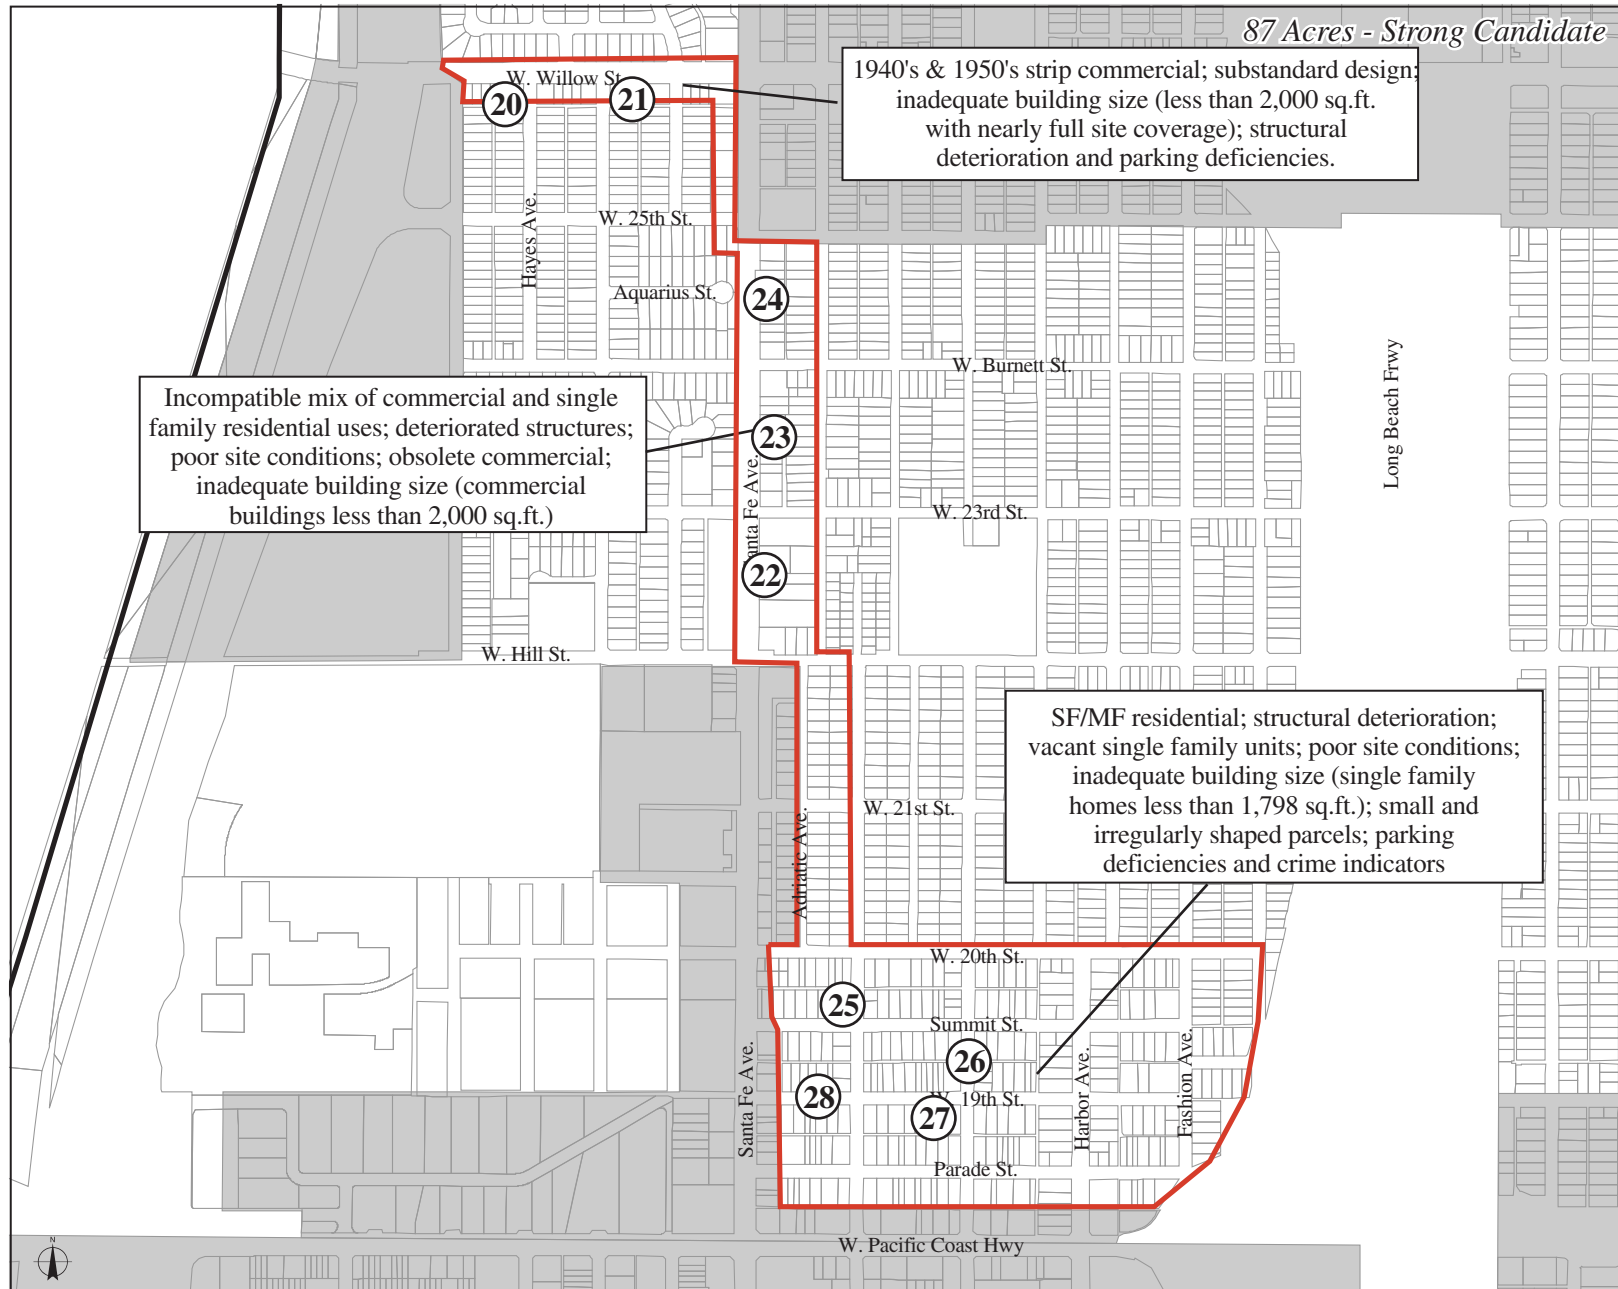 87 Acres - Strong Candidate
1940's & 1950's strip commercial; substandard design;
inadequate building size (less than 2,000 sq.ft.
with nearly full site coverage); structural
deterioration and parking deficiencies.
W. Willow St.
20
21
Hayes Ave.
W. 25th St.
Aquarius St.
24
W. Burnett St.
Long Beach Frwy
Incompatible mix of commercial and single
family residential uses; deteriorated structures;
poor site conditions; obsolete commercial;
inadequate building size (commercial
buildings less than 2,000 sq.ft.)
23
Santa Fe Ave.
W. 23rd St.
22
W. Hill St.
SF/MF residential; structural deterioration;
vacant single family units; poor site conditions;
inadequate building size (single family
homes less than 1,798 sq.ft.); small and
irregularly shaped parcels; parking
deficiencies and crime indicators
W. 21st St.
Adriatic Ave.
W. 20th St.
25
Summit St.
26
Santa Fe Ave.
28
W. 19th St.
27
Harbor Ave.
Fashion Ave.
Parade St.
W. Pacific Coast Hwy
N